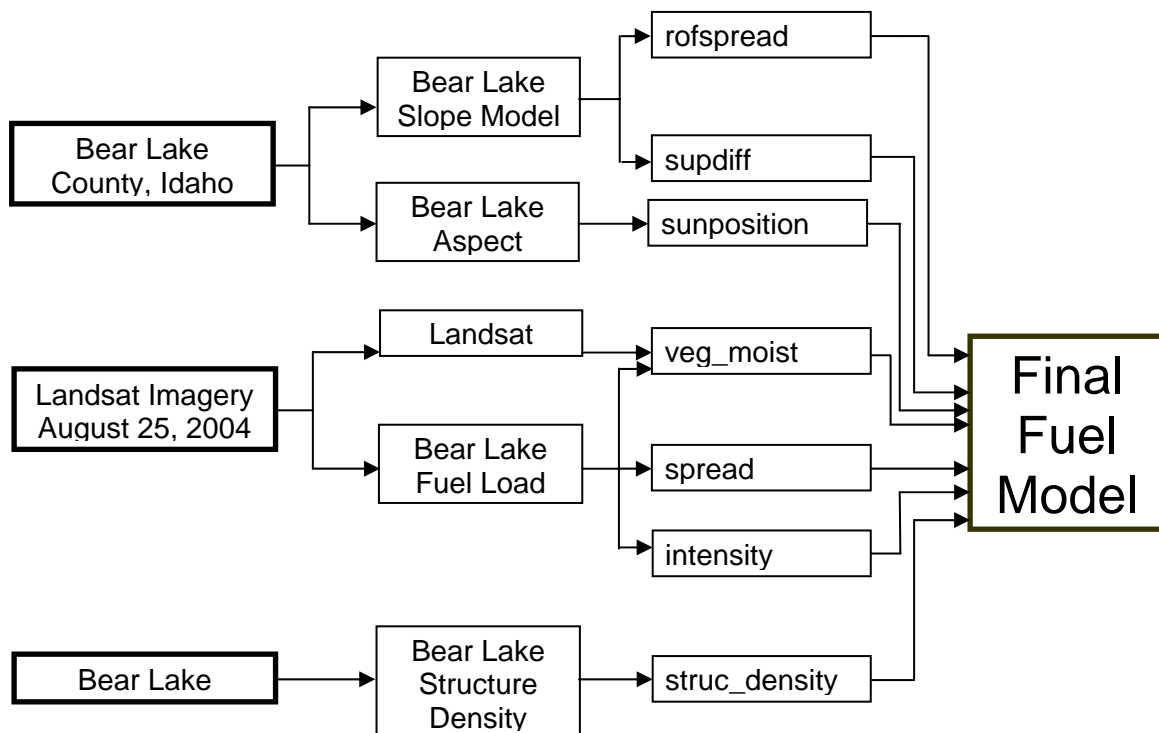 rofspread
Bear Lake
Slope Model
Bear Lake
County, Idaho
supdiff
Bear Lake
Aspect
sunposition
Landsat
veg_moist
Landsat Imagery
August 25, 2004
Bear Lake
Fuel Load
spread
intensity
Bear Lake
Bear Lake
Structure
Density
struc_density
Final
Fuel
Model